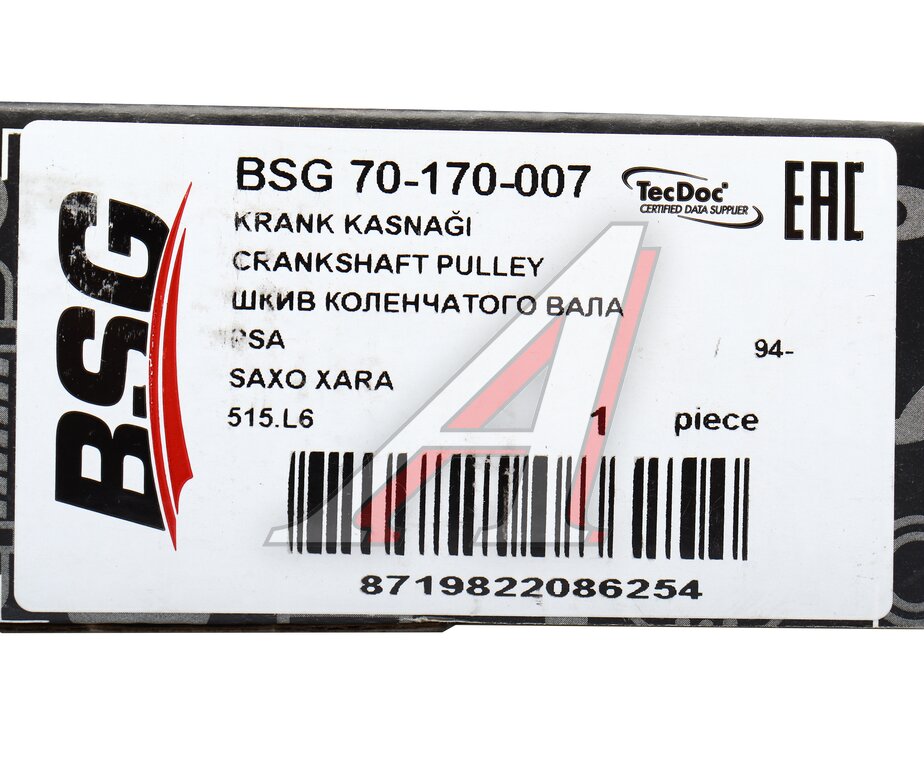 BSG
BSG 70-170-007
TecDoc
CERTIFIED DATA SUPPLIER
EAC
KRANK KASNAĞI
CRANKSHAFT PULLEY
ШКИВ КОЛЕНЧАТОГО ВАЛА
PSA 94-
SAXO XARA
515.L6 1 piece
8719822086254